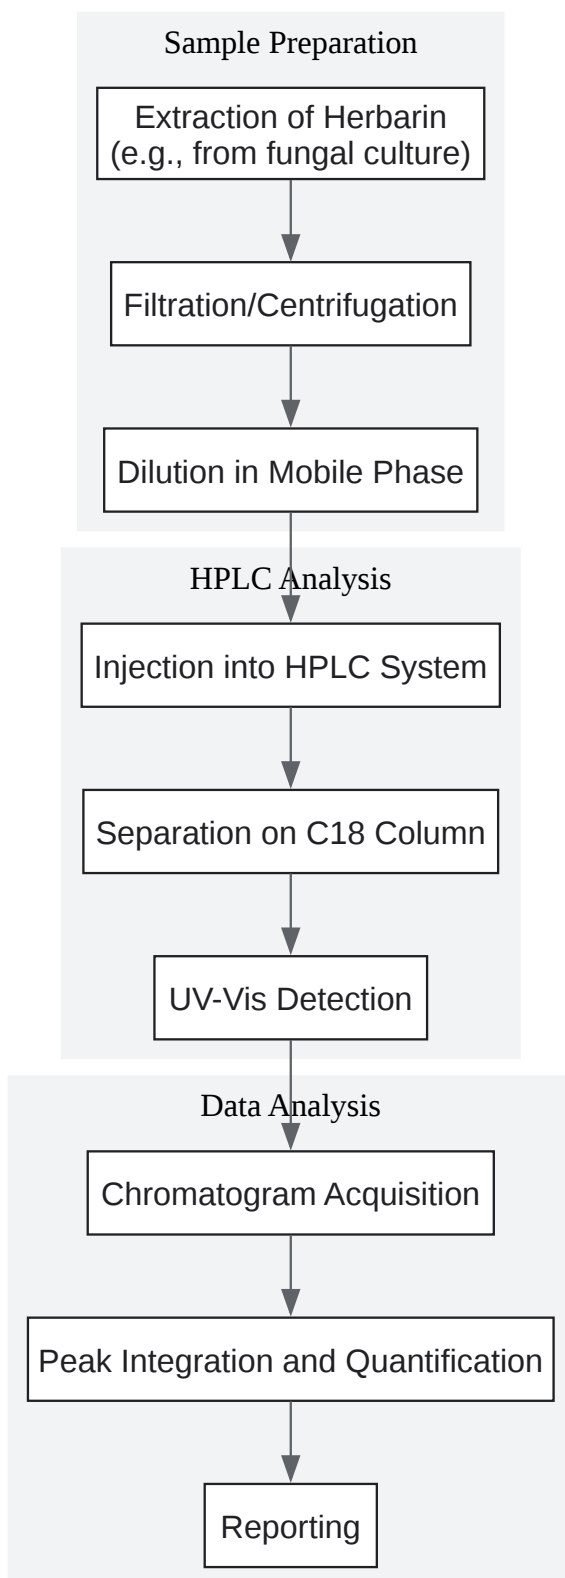 Sample Preparation
Extraction of Herbarin
(e.g., from fungal culture)
Filtration/Centrifugation
Dilution in Mobile Phase
HPLC Analysis
Injection into HPLC System
Separation on C18 Column
UV-Vis Detection
Data Analysis
Chromatogram Acquisition
Peak Integration and Quantification
Reporting